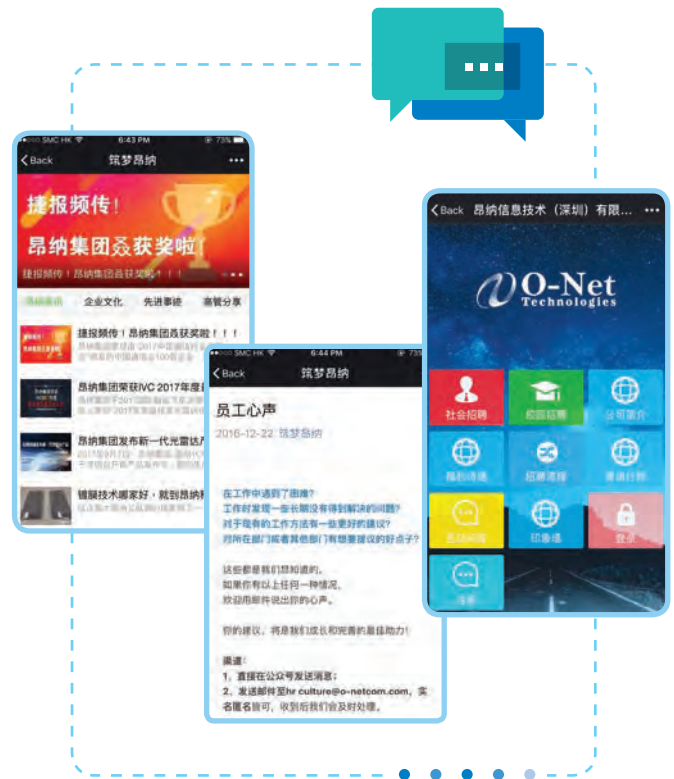 SMC HK 6:43 PM 73%
Back 筑梦昂纳
捷报频传!
昂纳集团叒获奖啦!
捷报频传!昂纳集团叒获奖啦!!!
企业文化 先进事迹 高管分享
捷报频传!昂纳集团叒获奖啦!!!
昂纳集团荣获IVC 2017年度
昂纳集团发布新一代光雷达
镀膜技术哪家好·就到昂纳
SMC HK 6:44 PM 73%
Back 筑梦昂纳
员工心声
2016-12-22 筑梦昂纳
在工作中遇到了困难?
工作时发现一些长期没有得到解决的问题?
对于现有的工作方法有一些更好的建议?
对所在部门或者其他部门有想要提议的好点子?
这些都是我们想知道的,
如果你有以上任何一种情况,
欢迎用邮件说出你的心声。
你的建议,将是我们成长和完善的最佳助力!
渠道:
1,直接在公众号发送消息;
2,发送邮件至hr culture@o-netcom.com,实
名匿名皆可,收到后我们会及时处理。
Back 昂纳信息技术(深圳)有限...
O-Net
Technologies
社会招聘 校园招聘 公司简介
招聘流程
印象墙 登录